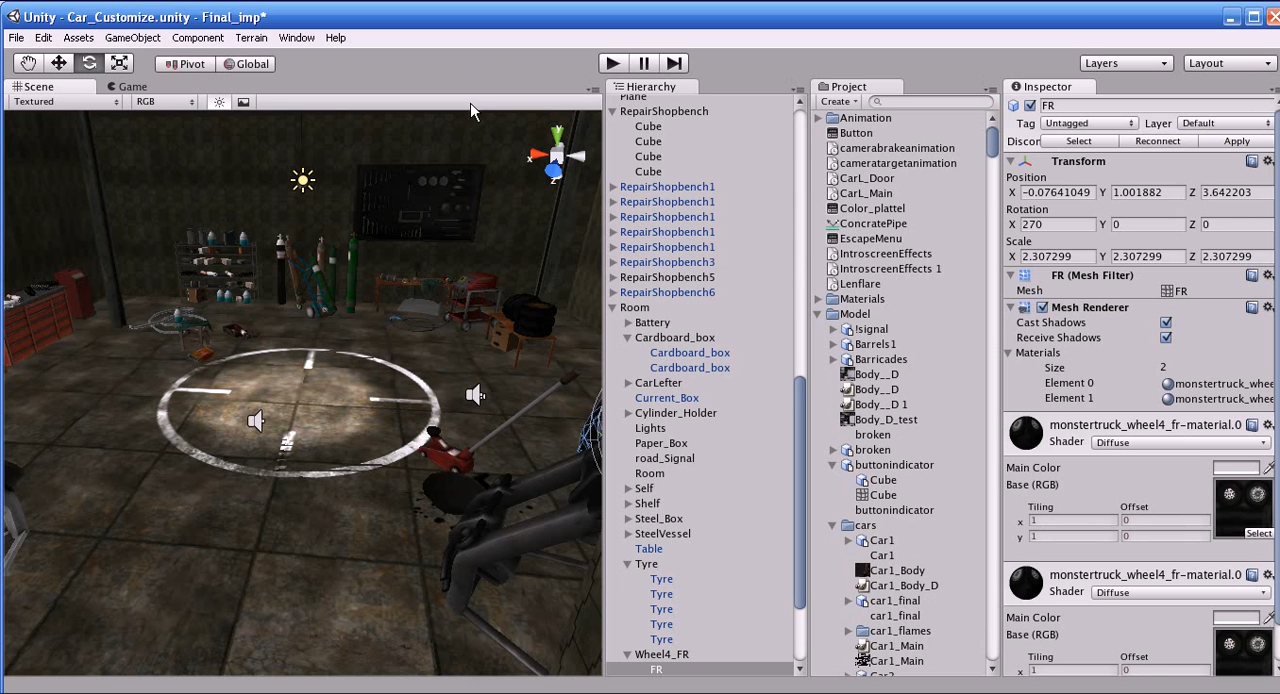 Unity - Car_Customize.unity - Final_imp*
File Edit Assets GameObject Component Terrain Window Help
Pivot Global Layers Layout
Scene Game
Textured RGB
Hierarchy
Plane
RepairShopbench
Cube
Cube
Cube
Cube
RepairShopbench1
RepairShopbench1
RepairShopbench1
RepairShopbench1
RepairShopbench1
RepairShopbench3
RepairShopbench5
RepairShopbench6
Room
Battery
Cardboard_box
Cardboard_box
Cardboard_box
CarLefter
Current_Box
Cylinder_Holder
Lights
Paper_Box
road_Signal
Room
Self
Shelf
Steel_Box
SteelVessel
Table
Tyre
Tyre
Tyre
Tyre
Tyre
Tyre
Wheel4_FR
FR
Project
Create
Animation
Button
camerabrakeanimation
cameratargetanimation
CarL_Door
CarL_Main
Color_plattel
ConcratePipe
EscapeMenu
IntroscreenEffects
IntroscreenEffects 1
Lenflare
Materials
Model
!signal
Barrels1
Barricades
Body__D
Body__D
Body__D 1
Body_D_test
broken
broken
buttonindicator
Cube
Cube
buttonindicator
cars
Car1
Car1
Car1_Body
Car1_Body_D
car1_final
car1_final
car1_flames
Car1_Main
Car1_Main
Inspector
FR
Tag Untagged Layer Default
Discor Select Reconnect Apply
Transform
Position
X -0.07641049 Y 1.001882 Z 3.642203
Rotation
X 270 Y 0 Z 0
Scale
X 2.307299 Y 2.307299 Z 2.307299
FR (Mesh Filter)
Mesh FR
Mesh Renderer
Cast Shadows
Receive Shadows
Materials
Size 2
Element 0 monstertruck_whee
Element 1 monstertruck_whee
monstertruck_wheel4_fr-material.0
Shader Diffuse
Main Color
Base (RGB)
Tiling Offset
x 1 0
y 1 0
Select
monstertruck_wheel4_fr-material.0
Shader Diffuse
Main Color
Base (RGB)
Tiling Offset
x 1 0